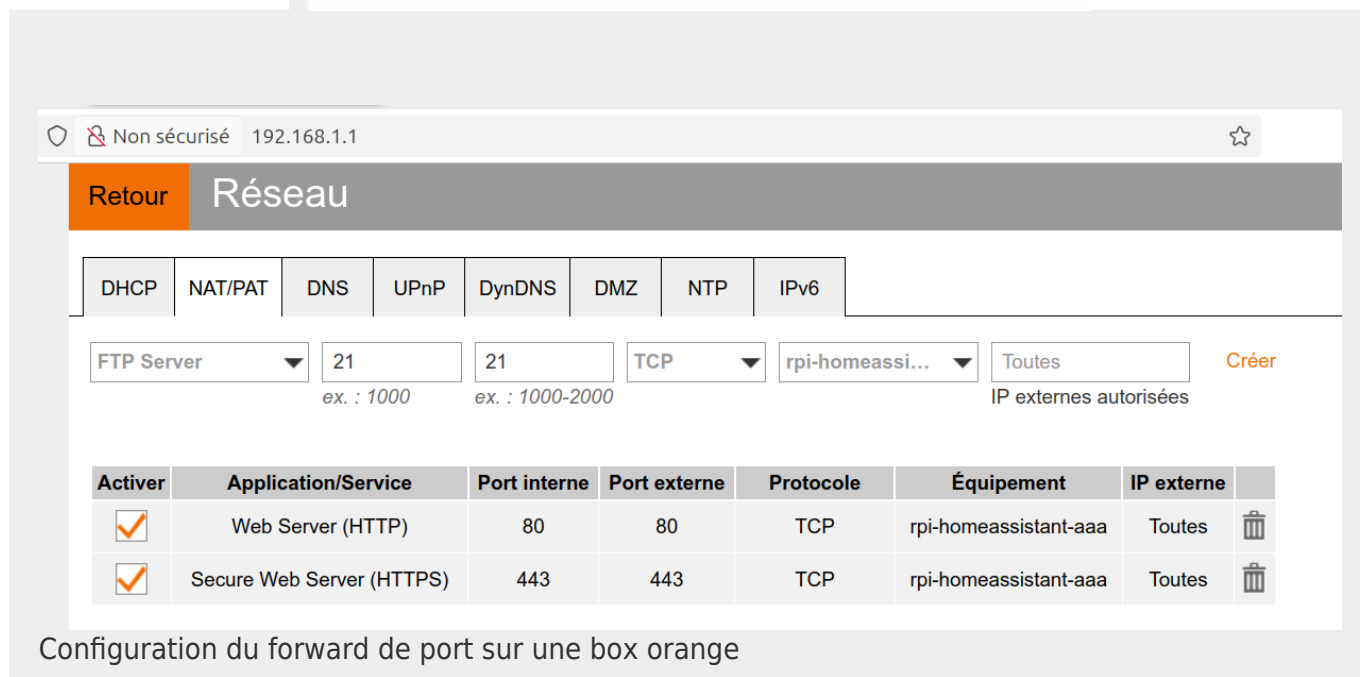 Non sécurisé 192.168.1.1
Retour Réseau
DHCP NAT/PAT DNS UPnP DynDNS DMZ NTP IPv6
FTP Server 21 21 TCP rpi-homeassi... Toutes Créer
ex. : 1000 ex. : 1000-2000 IP externes autorisées
Activer Application/Service Port interne Port externe Protocole Équipement IP externe
Web Server (HTTP) 80 80 TCP rpi-homeassistant-aaa Toutes
Secure Web Server (HTTPS) 443 443 TCP rpi-homeassistant-aaa Toutes
Configuration du forward de port sur une box orange